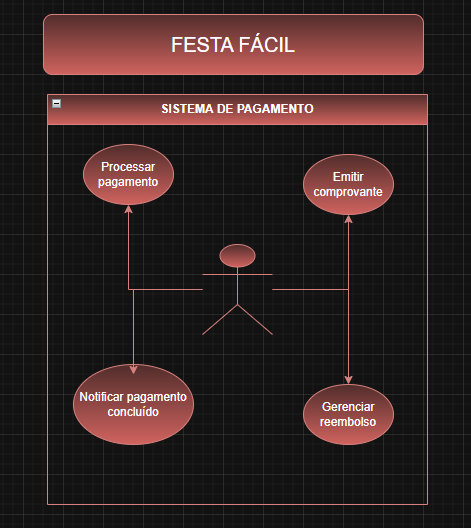 FESTA FÁCIL
SISTEMA DE PAGAMENTO
Processar
pagamento
Emitir
comprovante
Notificar pagamento
concluído
Gerenciar
reembolso